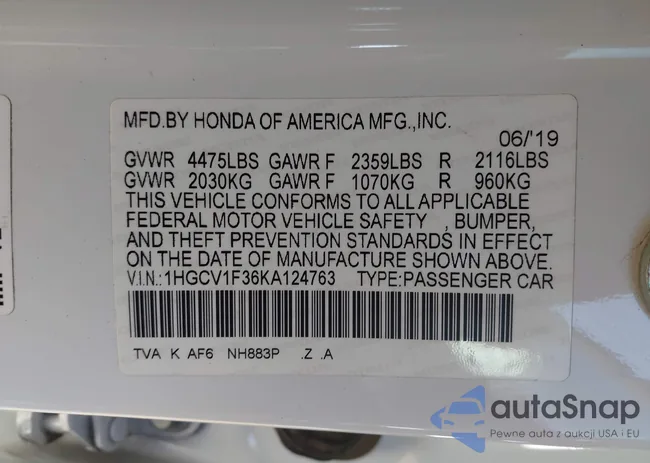 MFD.BY HONDA OF AMERICA MFG.,INC.
06/'19
GVWR 4475LBS GAWR F 2359LBS R 2116LBS
GVWR 2030KG GAWR F 1070KG R 960KG
THIS VEHICLE CONFORMS TO ALL APPLICABLE
FEDERAL MOTOR VEHICLE SAFETY , BUMPER,
AND THEFT PREVENTION STANDARDS IN EFFECT
ON THE DATE OF MANUFACTURE SHOWN ABOVE.
V.I.N.:1HGCV1F36KA124763 TYPE:PASSENGER CAR
TVA K AF6 NH883P .Z .A
autaSnap
Pewne auta z aukcji USA i EU